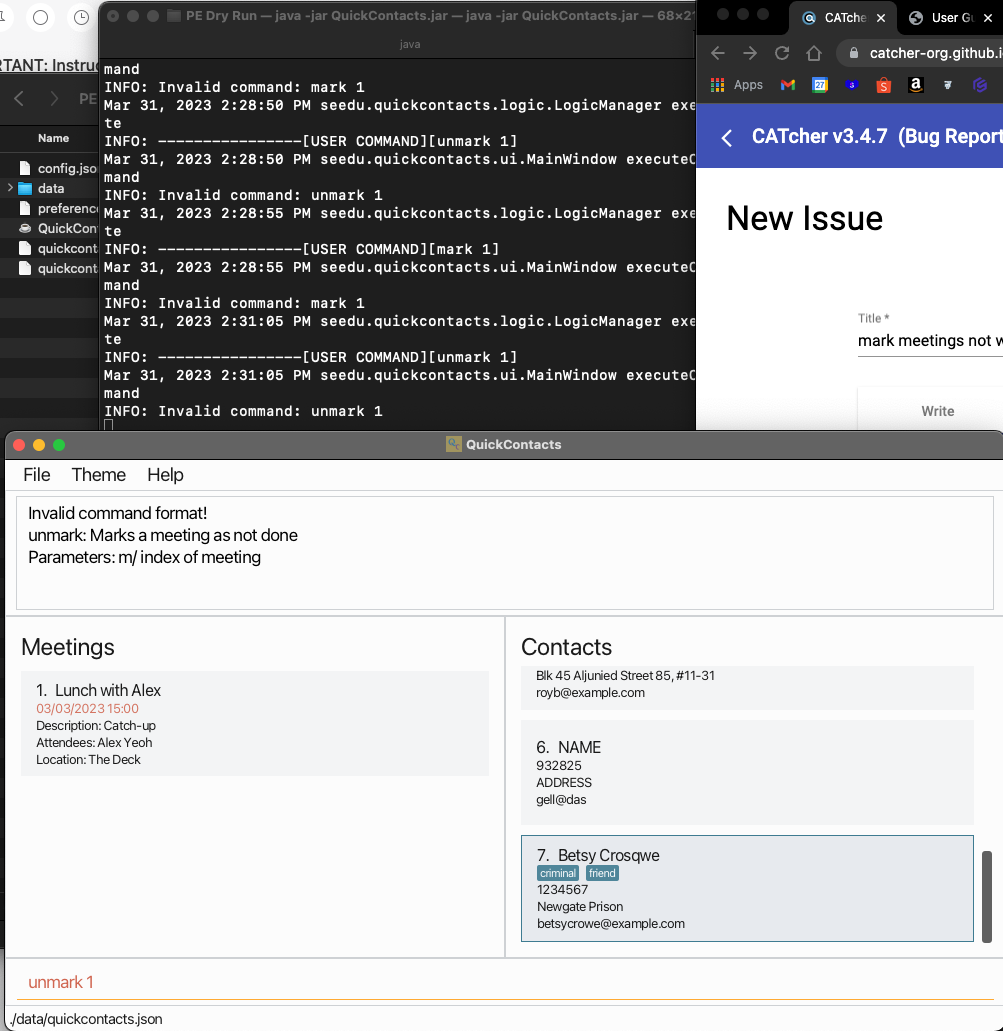 RTANT: Instruc
PE
Name
config.jso
data
preference
QuickCon
quickcont
quickcont
PE Dry Run — java -jar QuickContacts.jar — java -jar QuickContacts.jar — 68×21
java
mand
INFO: Invalid command: mark 1
Mar 31, 2023 2:28:50 PM seedu.quickcontacts.logic.LogicManager exe
te
INFO: ----------------[USER COMMAND][unmark 1]
Mar 31, 2023 2:28:50 PM seedu.quickcontacts.ui.MainWindow executeC
mand
INFO: Invalid command: unmark 1
Mar 31, 2023 2:28:55 PM seedu.quickcontacts.logic.LogicManager exe
te
INFO: ----------------[USER COMMAND][mark 1]
Mar 31, 2023 2:28:55 PM seedu.quickcontacts.ui.MainWindow executeC
mand
INFO: Invalid command: mark 1
Mar 31, 2023 2:31:05 PM seedu.quickcontacts.logic.LogicManager exe
te
INFO: ----------------[USER COMMAND][unmark 1]
Mar 31, 2023 2:31:05 PM seedu.quickcontacts.ui.MainWindow executeC
mand
INFO: Invalid command: unmark 1
CATche
User Gu
catcher-org.github.i
Apps
27
CATcher v3.4.7 (Bug Report
New Issue
Title *
mark meetings not w
Write
QuickContacts
File Theme Help
Invalid command format!
unmark: Marks a meeting as not done
Parameters: m/ index of meeting
Meetings
1. Lunch with Alex
03/03/2023 15:00
Description: Catch-up
Attendees: Alex Yeoh
Location: The Deck
Contacts
Blk 45 Aljunied Street 85, #11-31
royb@example.com
6. NAME
932825
ADDRESS
gell@das
7. Betsy Crosqwe
criminal friend
1234567
Newgate Prison
betsycrowe@example.com
unmark 1
./data/quickcontacts.json